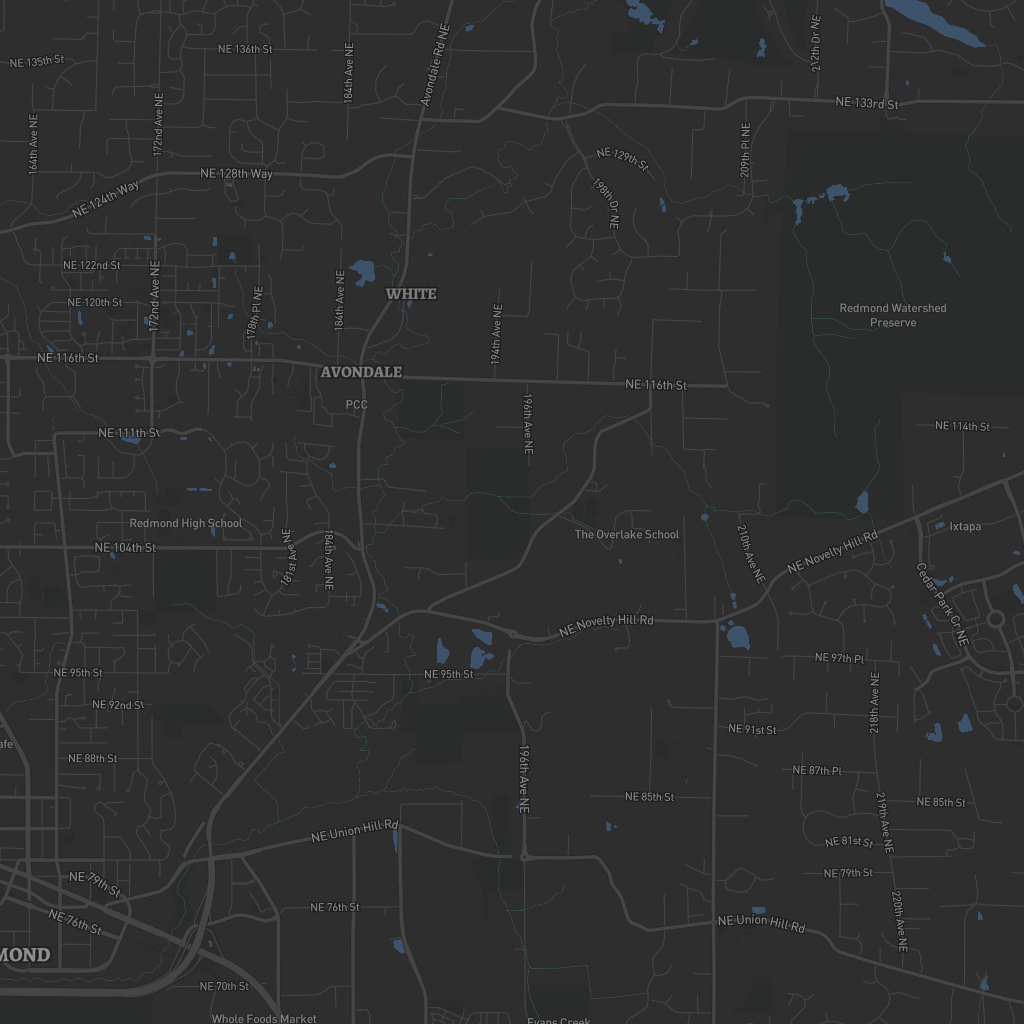 NE 136th St
NE 135th St
184th Ave NE
Avondale Rd NE
212th Dr NE
NE 133rd St
164th Ave NE
172nd Ave NE
209th Pl NE
NE 129th St
NE 128th Way
NE 124th Way
198th Dr NE
NE 122nd St
172nd Ave NE
184th Ave NE
WHITE
NE 120th St
178th Pl NE
194th Ave NE
Redmond Watershed
Preserve
NE 116th St
AVONDALE
NE 116th St
PCC
196th Ave NE
NE 111th St
NE 114th St
Redmond High School
Ixtapa
The Overlake School
NE Novelty Hill Rd
NE 104th St
181st Ave NE
184th Ave NE
210th Ave NE
Cedar Park Cr NE
NE Novelty Hill Rd
NE 97th Pl
NE 95th St
NE 95th St
NE 92nd St
218th Ave NE
NE 91st St
afe
NE 88th St
196th Ave NE
NE 87th Pl
NE 85th St
NE 85th St
219th Ave NE
NE Union Hill Rd
NE 81st St
NE 79th St
NE 79th St
NE 76th St
NE 76th St
220th Ave NE
NE Union Hill Rd
MOND
NE 70th St
Whole Foods Market
Evans Creek